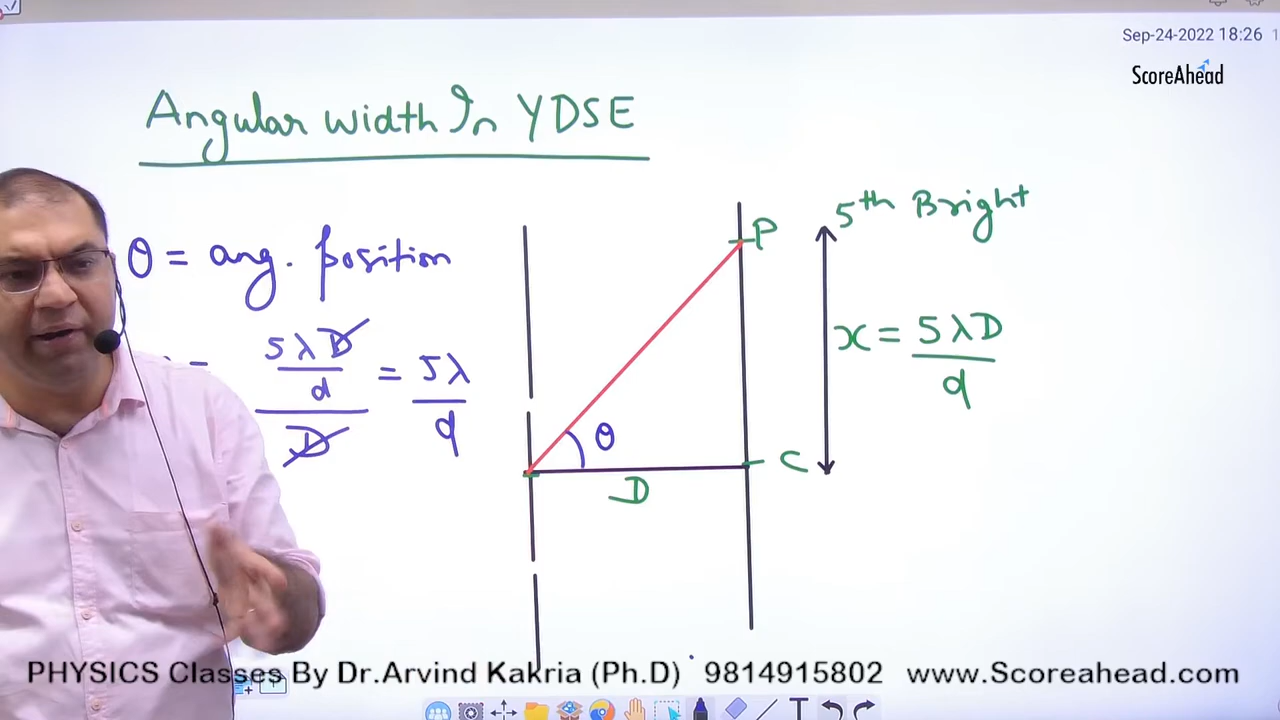 Sep-24-2022 18:26
ScoreAhead
Angular width In YDSE
5th Bright
θ = ang. position
P
x = 5λD/d
= (5λD/d)/D = 5λ/d
θ
C
D
PHYSICS Classes By Dr.Arvind Kakria (Ph.D) 9814915802 www.Scoreahead.com